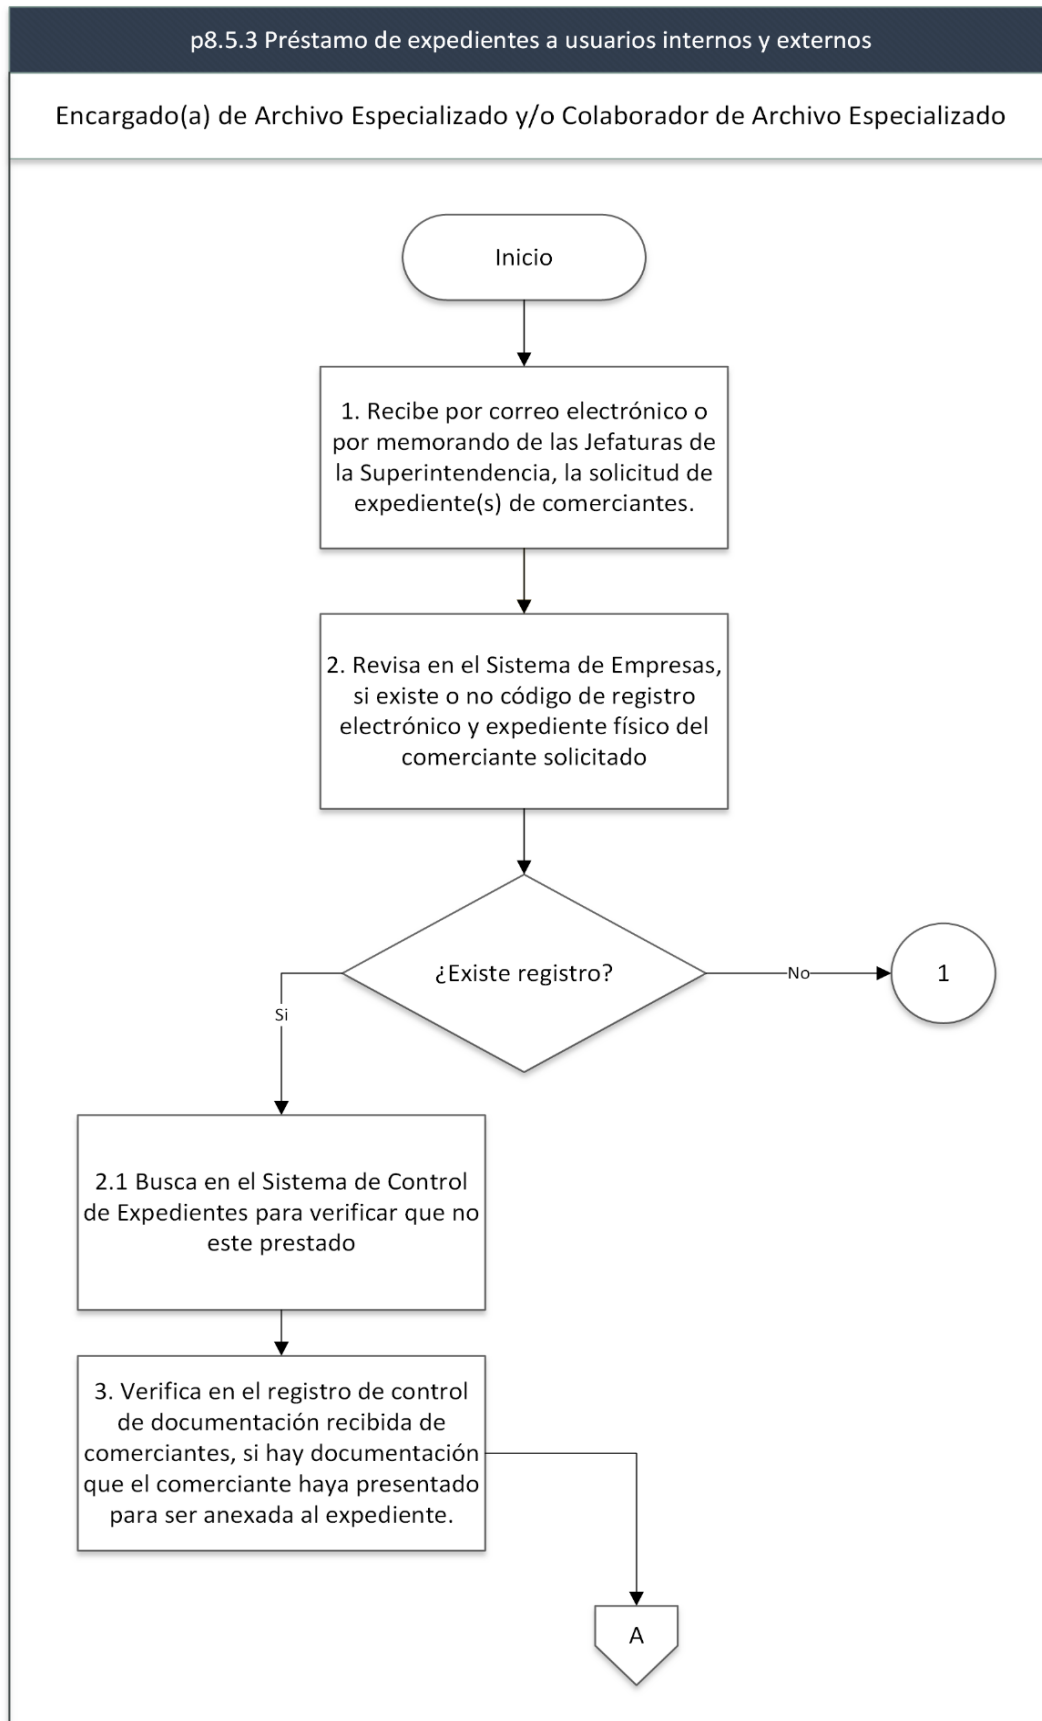 p8.5.3 Préstamo de expedientes a usuarios internos y externos
Encargado(a) de Archivo Especializado y/o Colaborador de Archivo Especializado
Inicio
1. Recibe por correo electrónico o
por memorando de las Jefaturas de
la Superintendencia, la solicitud de
expediente(s) de comerciantes.
2. Revisa en el Sistema de Empresas,
si existe o no código de registro
electrónico y expediente físico del
comerciante solicitado
¿Existe registro?
No
1
Si
2.1 Busca en el Sistema de Control
de Expedientes para verificar que no
este prestado
3. Verifica en el registro de control
de documentación recibida de
comerciantes, si hay documentación
que el comerciante haya presentado
para ser anexada al expediente.
A